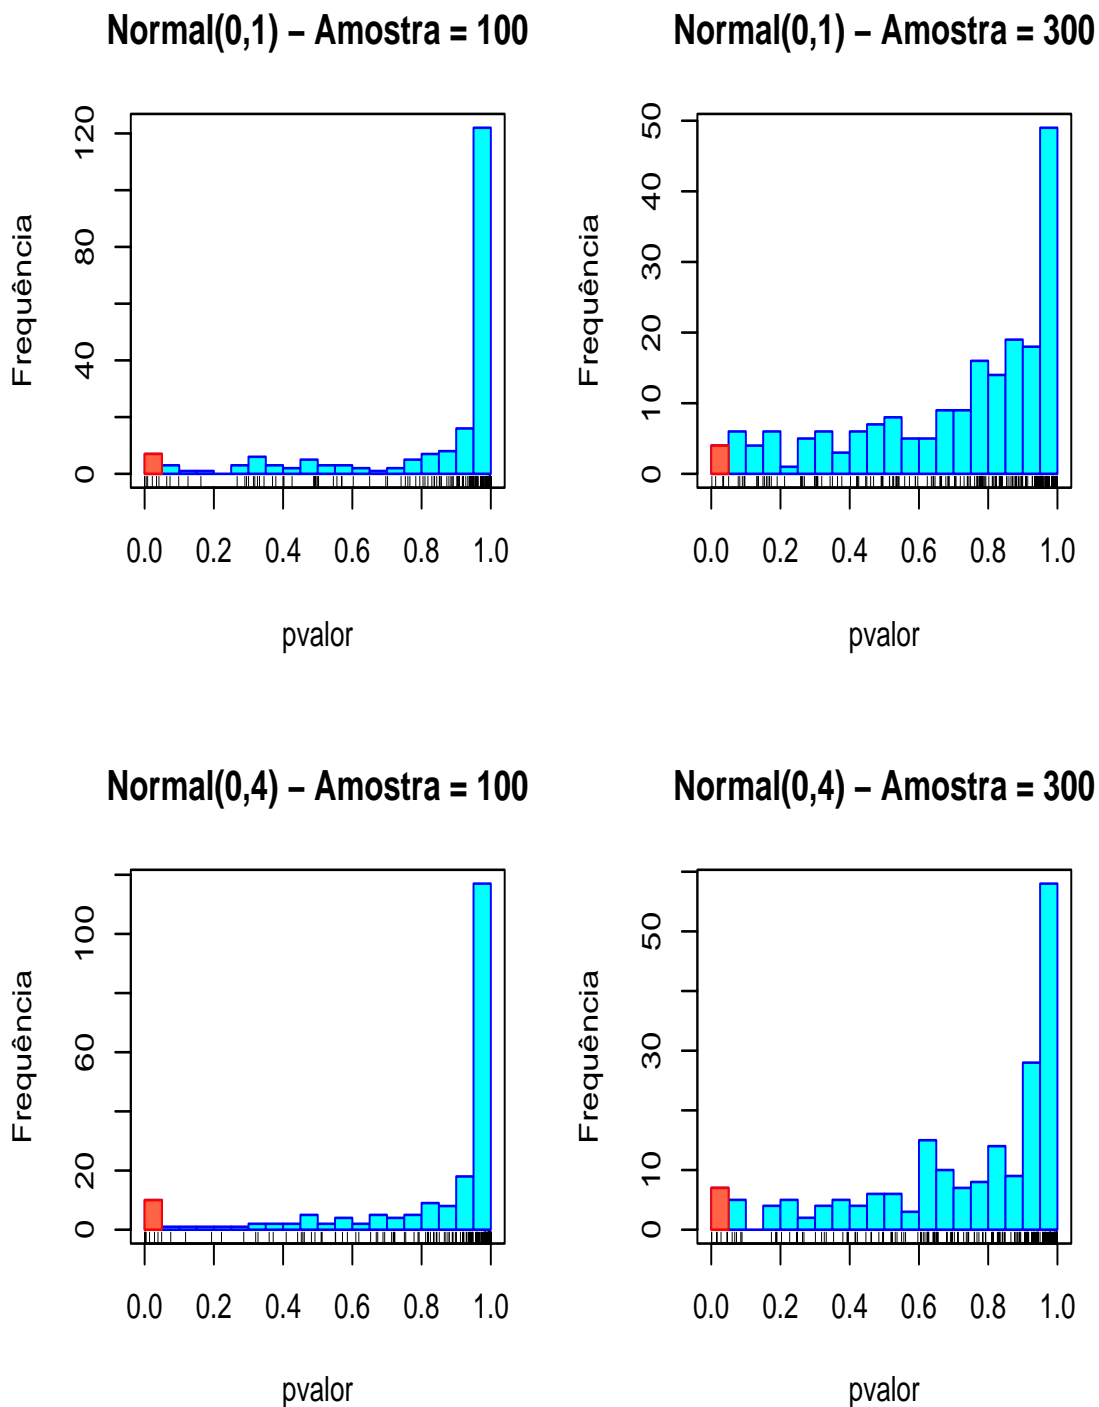 Normal(0,1) – Amostra = 100
Frequência
0 40 80 120
0.0 0.2 0.4 0.6 0.8 1.0
pvalor
Normal(0,1) – Amostra = 300
Frequência
0 10 20 30 40 50
0.0 0.2 0.4 0.6 0.8 1.0
pvalor
Normal(0,4) – Amostra = 100
Frequência
0 20 60 100
0.0 0.2 0.4 0.6 0.8 1.0
pvalor
Normal(0,4) – Amostra = 300
Frequência
0 10 30 50
0.0 0.2 0.4 0.6 0.8 1.0
pvalor